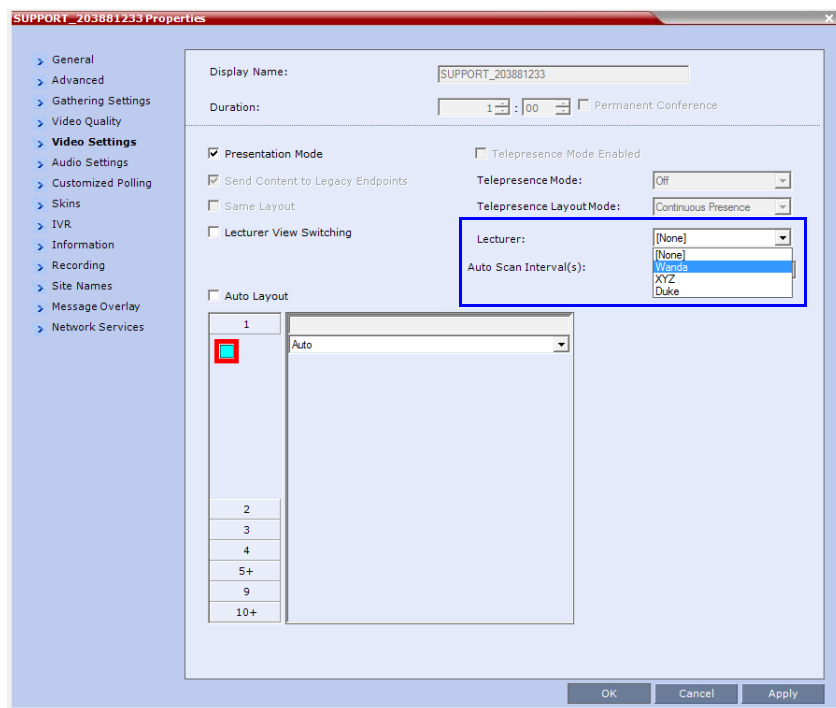 SUPPORT_203881233 Properties
General
Advanced
Gathering Settings
Video Quality
Video Settings
Audio Settings
Customized Polling
Skins
IVR
Information
Recording
Site Names
Message Overlay
Network Services
Display Name: SUPPORT_203881233
Duration: 1 : 00 Permanent Conference
Presentation Mode Telepresence Mode Enabled
Send Content to Legacy Endpoints Telepresence Mode: Off
Same Layout Telepresence Layout Mode: Continuous Presence
Lecturer View Switching Lecturer: [None]
[None]
Auto Scan Interval(s): Wanda
XYZ
Duke
Auto Layout
1
Auto
2
3
4
5+
9
10+
OK Cancel Apply